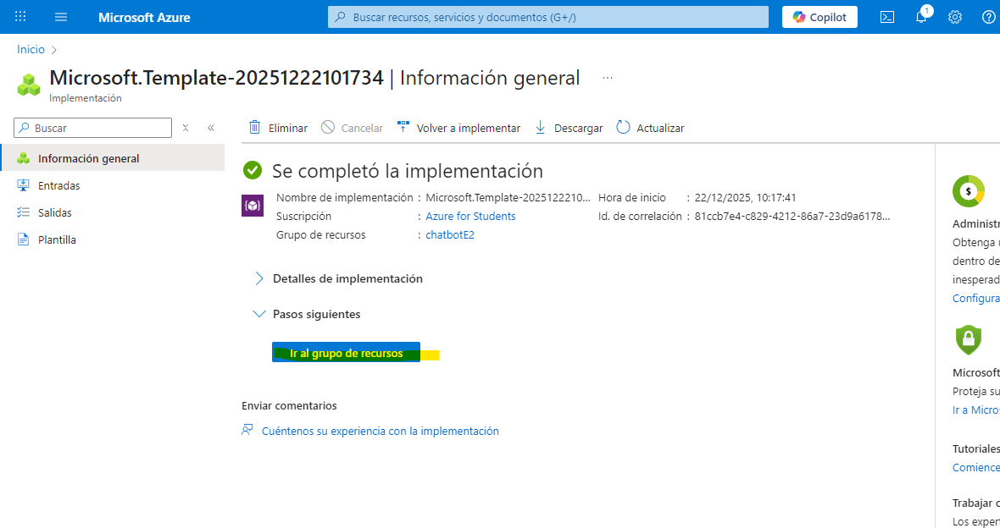 Microsoft Azure
Buscar recursos, servicios y documentos (G+/)
Copilot
1
Inicio
Microsoft.Template-20251222101734 | Información general
...
Implementación
Buscar
Eliminar
Cancelar
Volver a implementar
Descargar
Actualizar
Información general
Entradas
Salidas
Plantilla
Se completó la implementación
Nombre de implementación : Microsoft.Template-2025122210...
Suscripción : Azure for Students
Grupo de recursos : chatbotE2
Hora de inicio : 22/12/2025, 10:17:41
Id. de correlación : 81ccb7e4-c829-4212-86a7-23d9a6178...
Detalles de implementación
Pasos siguientes
Ir al grupo de recursos
Enviar comentarios
Cuéntenos su experiencia con la implementación
$
Administr
Obtenga
dentro de
inesperad
Configura
Microsoft
Proteja su
Ir a Micros
Tutoriales
Comience
Trabajar c
Los expert